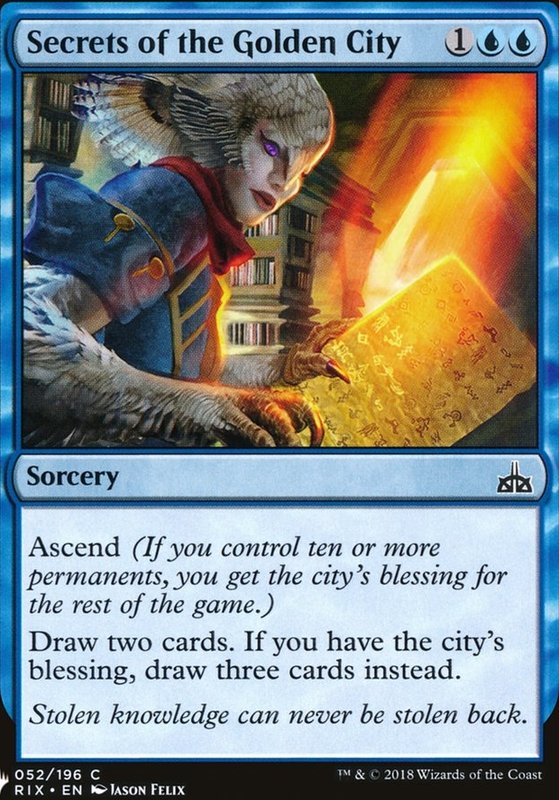 Secrets of the Golden City 1
Sorcery
Ascend (If you control ten or more
permanents, you get the city's blessing for
the rest of the game.)
Draw two cards. If you have the city's
blessing, draw three cards instead.
Stolen knowledge can never be stolen back.
052/196 C
RIX • EN Jason Felix
™ & © 2018 Wizards of the Coast